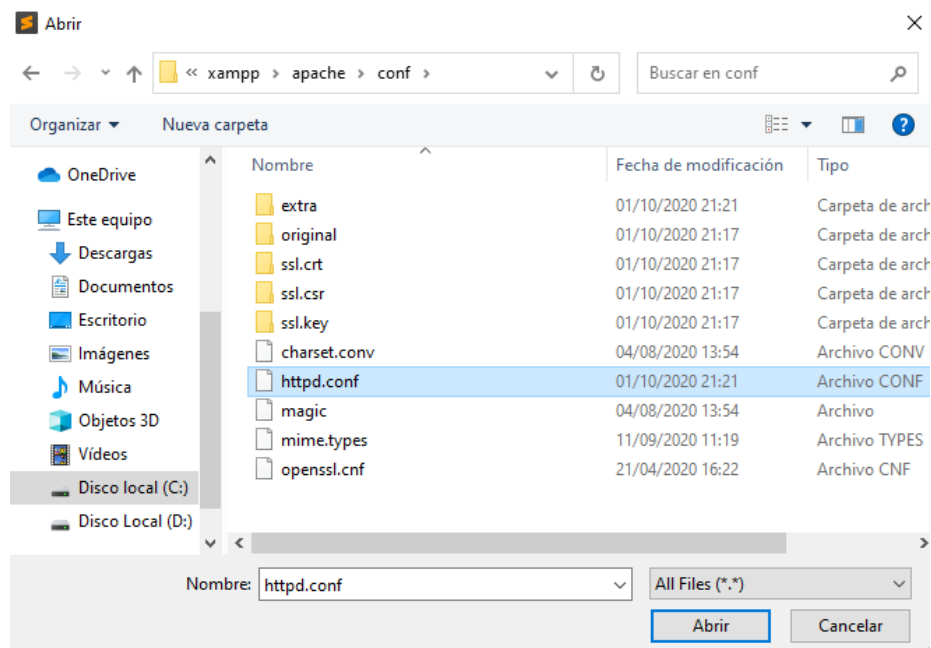 Abrir
« xampp › apache › conf ›
Buscar en conf
Organizar Nueva carpeta
OneDrive
Este equipo
Descargas
Documentos
Escritorio
Imágenes
Música
Objetos 3D
Vídeos
Disco local (C:)
Disco Local (D:)
Nombre Fecha de modificación Tipo
extra 01/10/2020 21:21 Carpeta de arch
original 01/10/2020 21:17 Carpeta de arch
ssl.crt 01/10/2020 21:17 Carpeta de arch
ssl.csr 01/10/2020 21:17 Carpeta de arch
ssl.key 01/10/2020 21:17 Carpeta de arch
charset.conv 04/08/2020 13:54 Archivo CONV
httpd.conf 01/10/2020 21:21 Archivo CONF
magic 04/08/2020 13:54 Archivo
mime.types 11/09/2020 11:19 Archivo TYPES
openssl.cnf 21/04/2020 16:22 Archivo CNF
Nombre: httpd.conf All Files (*.*)
Abrir Cancelar